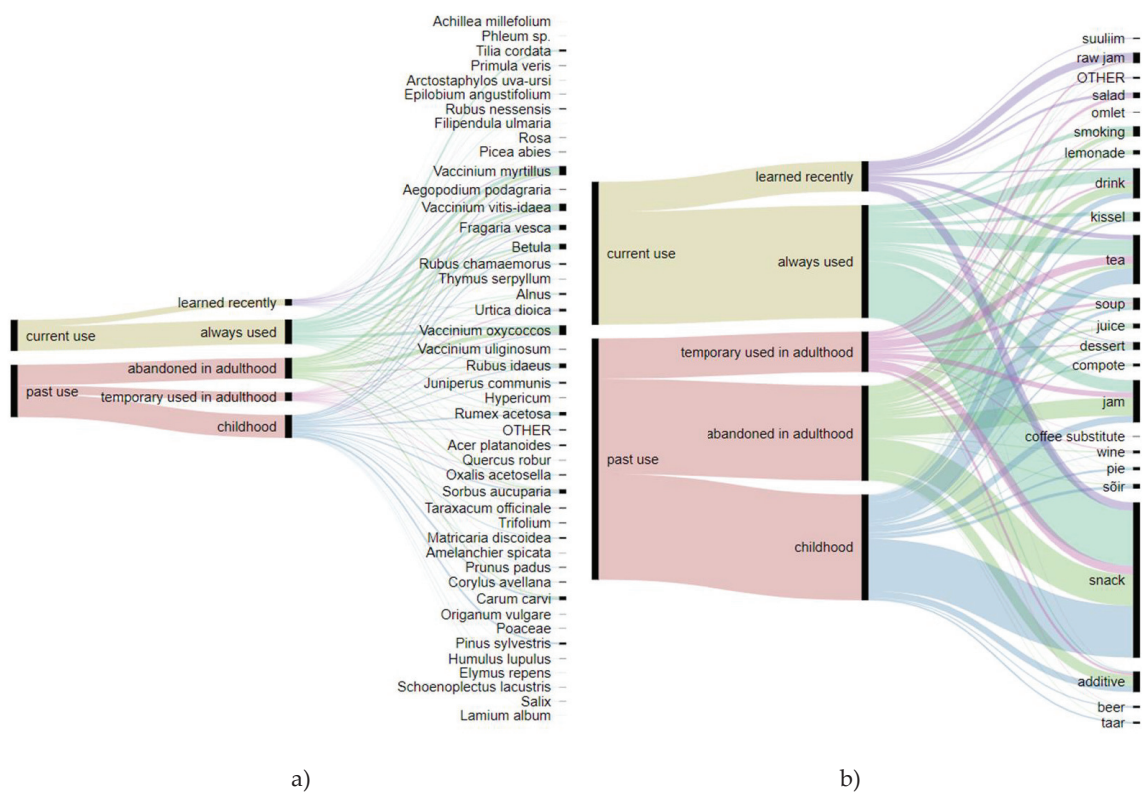 Achillea millefolium
Phleum sp.
Tilia cordata
Primula veris
Arctostaphylos uva-ursi
Epilobium angustifolium
Rubus nessensis
Filipendula ulmaria
Rosa
Picea abies
Vaccinium myrtillus
Aegopodium podagraria
Vaccinium vitis-idaea
Fragaria vesca
Betula
Rubus chamaemorus
Thymus serpyllum
Alnus
Urtica dioica
Vaccinium oxycoccos
Vaccinium uliginosum
Rubus idaeus
Juniperus communis
Hypericum
Rumex acetosa
OTHER
Acer platanoides
Quercus robur
Oxalis acetosella
Sorbus aucuparia
Taraxacum officinale
Trifolium
Matricaria discoidea
Amelanchier spicata
Prunus padus
Corylus avellana
Carum carvi
Origanum vulgare
Poaceae
Pinus sylvestris
Humulus lupulus
Elymus repens
Schoenoplectus lacustris
Salix
Lamium album
learned recently
current use
always used
abandoned in adulthood
past use
temporary used in adulthood
childhood
a)
suuliim
raw jam
OTHER
salad
omlet
smoking
lemonade
drink
kissel
tea
soup
juice
dessert
compote
jam
coffee substitute
wine
pie
sõir
snack
additive
beer
taar
learned recently
current use
always used
temporary used in adulthood
abandoned in adulthood
past use
childhood
b)